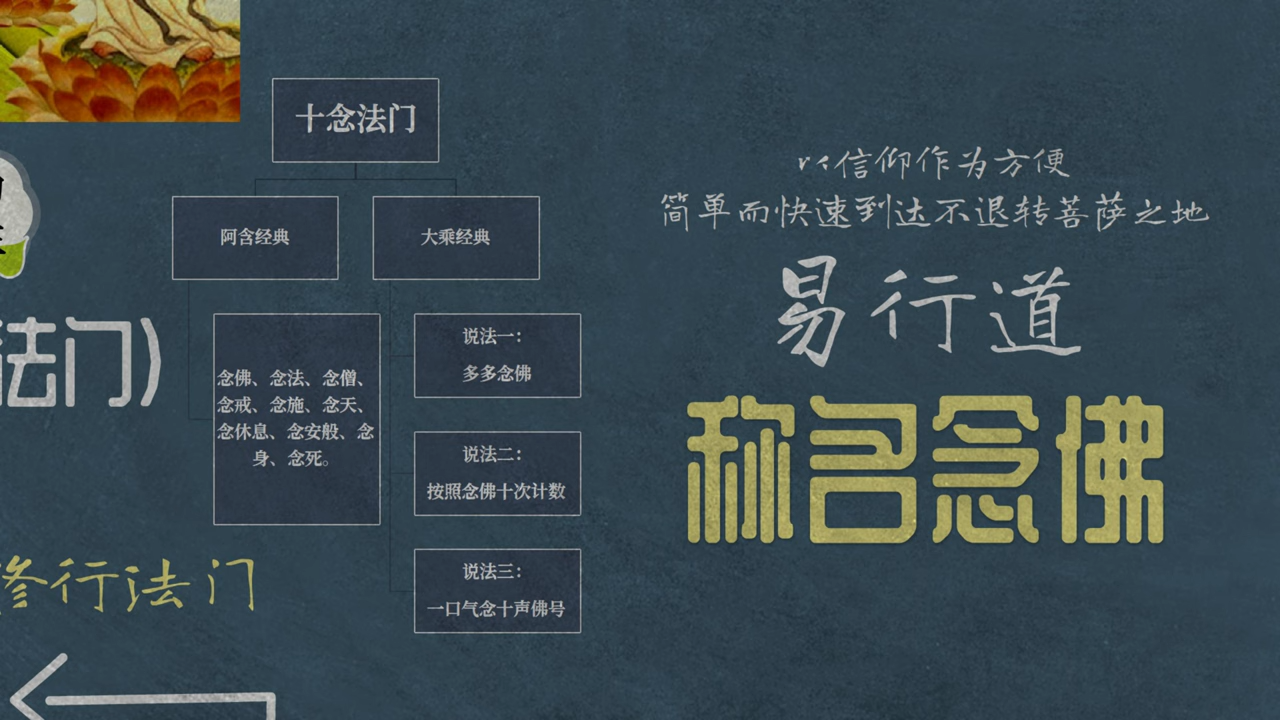 十念法门
阿含经典
大乘经典
念佛、念法、念僧、
念戒、念施、念天、
念休息、念安般、念
身、念死。
说法一：
多多念佛
说法二：
按照念佛十次计数
说法三：
一口气念十声佛号
法门）
修行法门
以信仰作为方便
简单而快速到达不退转菩萨之地
易行道
称名念佛